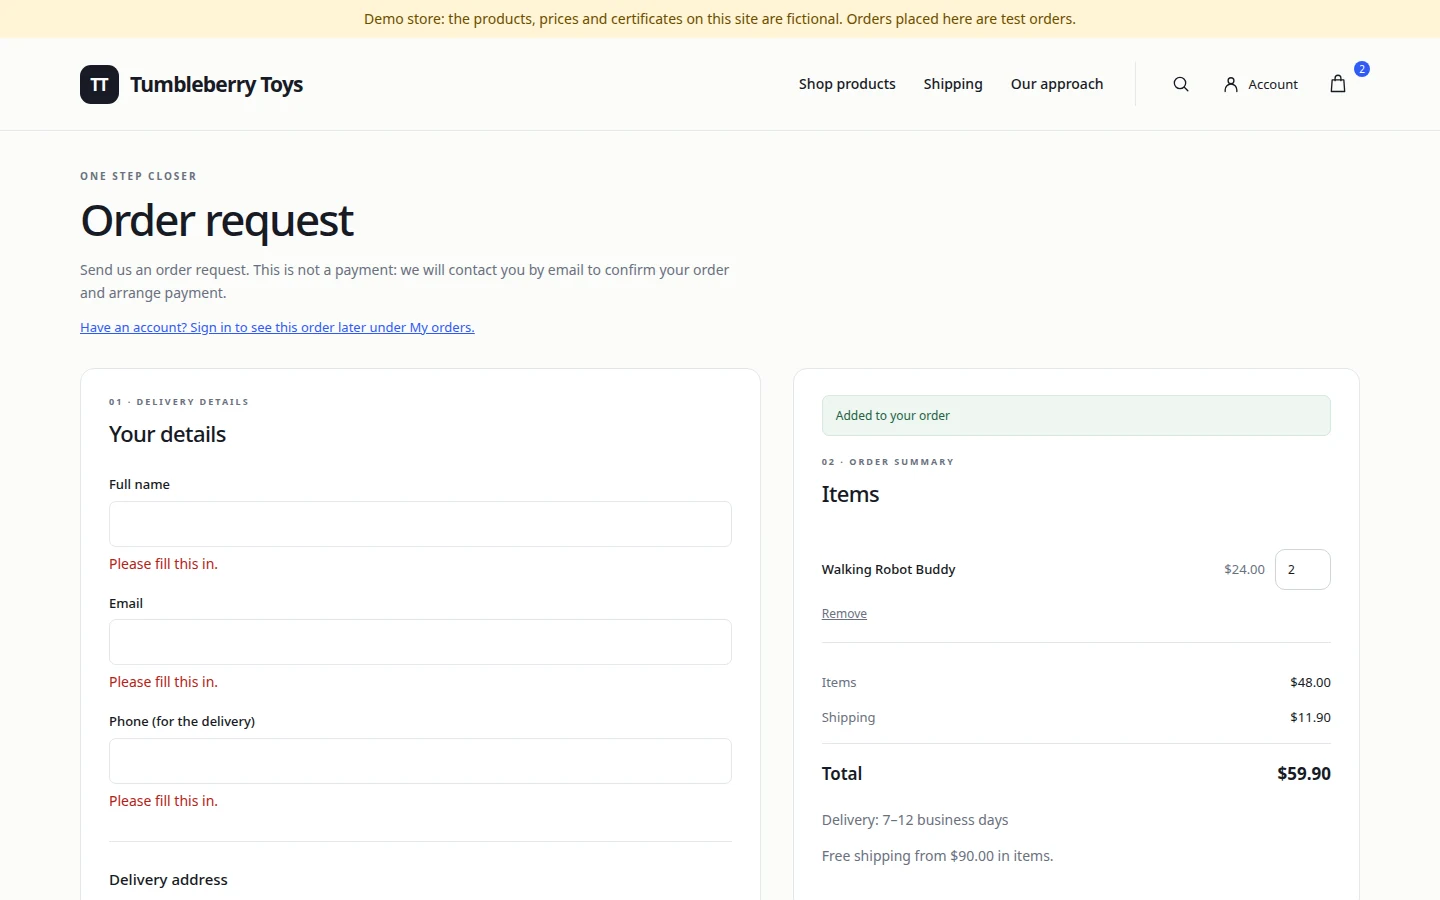 Demo store: the products, prices and certificates on this site are fictional. Orders placed here are test orders.
TT Tumbleberry Toys
Shop products Shipping Our approach Account 2
ONE STEP CLOSER
Order request
Send us an order request. This is not a payment: we will contact you by email to confirm your order
and arrange payment.
Have an account? Sign in to see this order later under My orders.
01 · DELIVERY DETAILS
Your details
Full name
Please fill this in.
Email
Please fill this in.
Phone (for the delivery)
Please fill this in.
Delivery address
Added to your order
02 · ORDER SUMMARY
Items
Walking Robot Buddy $24.00 2
Remove
Items $48.00
Shipping $11.90
Total $59.90
Delivery: 7–12 business days
Free shipping from $90.00 in items.